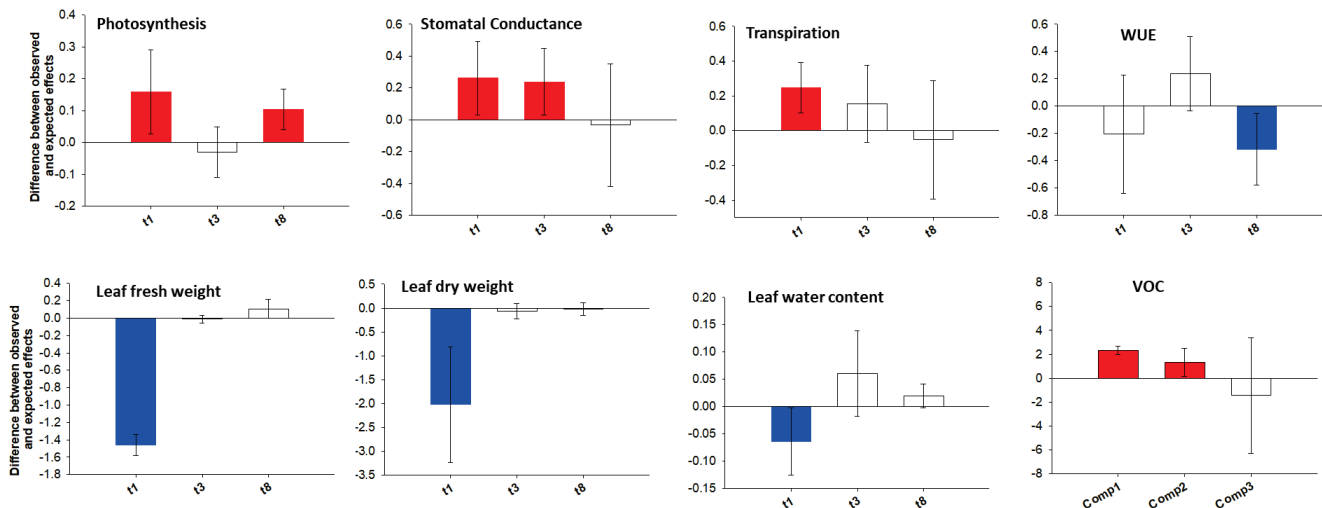 Photosynthesis
Difference between observed
and expected effects
0.4
0.3
0.2
0.1
0.0
-0.1
-0.2
t1
t3
t8
Stomatal Conductance
0.6
0.4
0.2
0.0
-0.2
-0.4
-0.6
t1
t3
t8
Transpiration
0.6
0.4
0.2
0.0
-0.2
-0.4
t1
t3
t8
WUE
0.6
0.4
0.2
0.0
-0.2
-0.4
-0.6
-0.8
t1
t3
t8
Leaf fresh weight
Difference between observed
and expected effects
0.4
0.2
0.0
-0.2
-0.4
-0.6
-0.8
-1.0
-1.2
-1.4
-1.6
-1.8
t1
t3
t8
Leaf dry weight
0.5
0.0
-0.5
-1.0
-1.5
-2.0
-2.5
-3.0
-3.5
t1
t3
t8
Leaf water content
0.20
0.15
0.10
0.05
0.00
-0.05
-0.10
-0.15
t1
t3
t8
VOC
8
6
4
2
0
-2
-4
-6
-8
Comp1
Comp2
Comp3